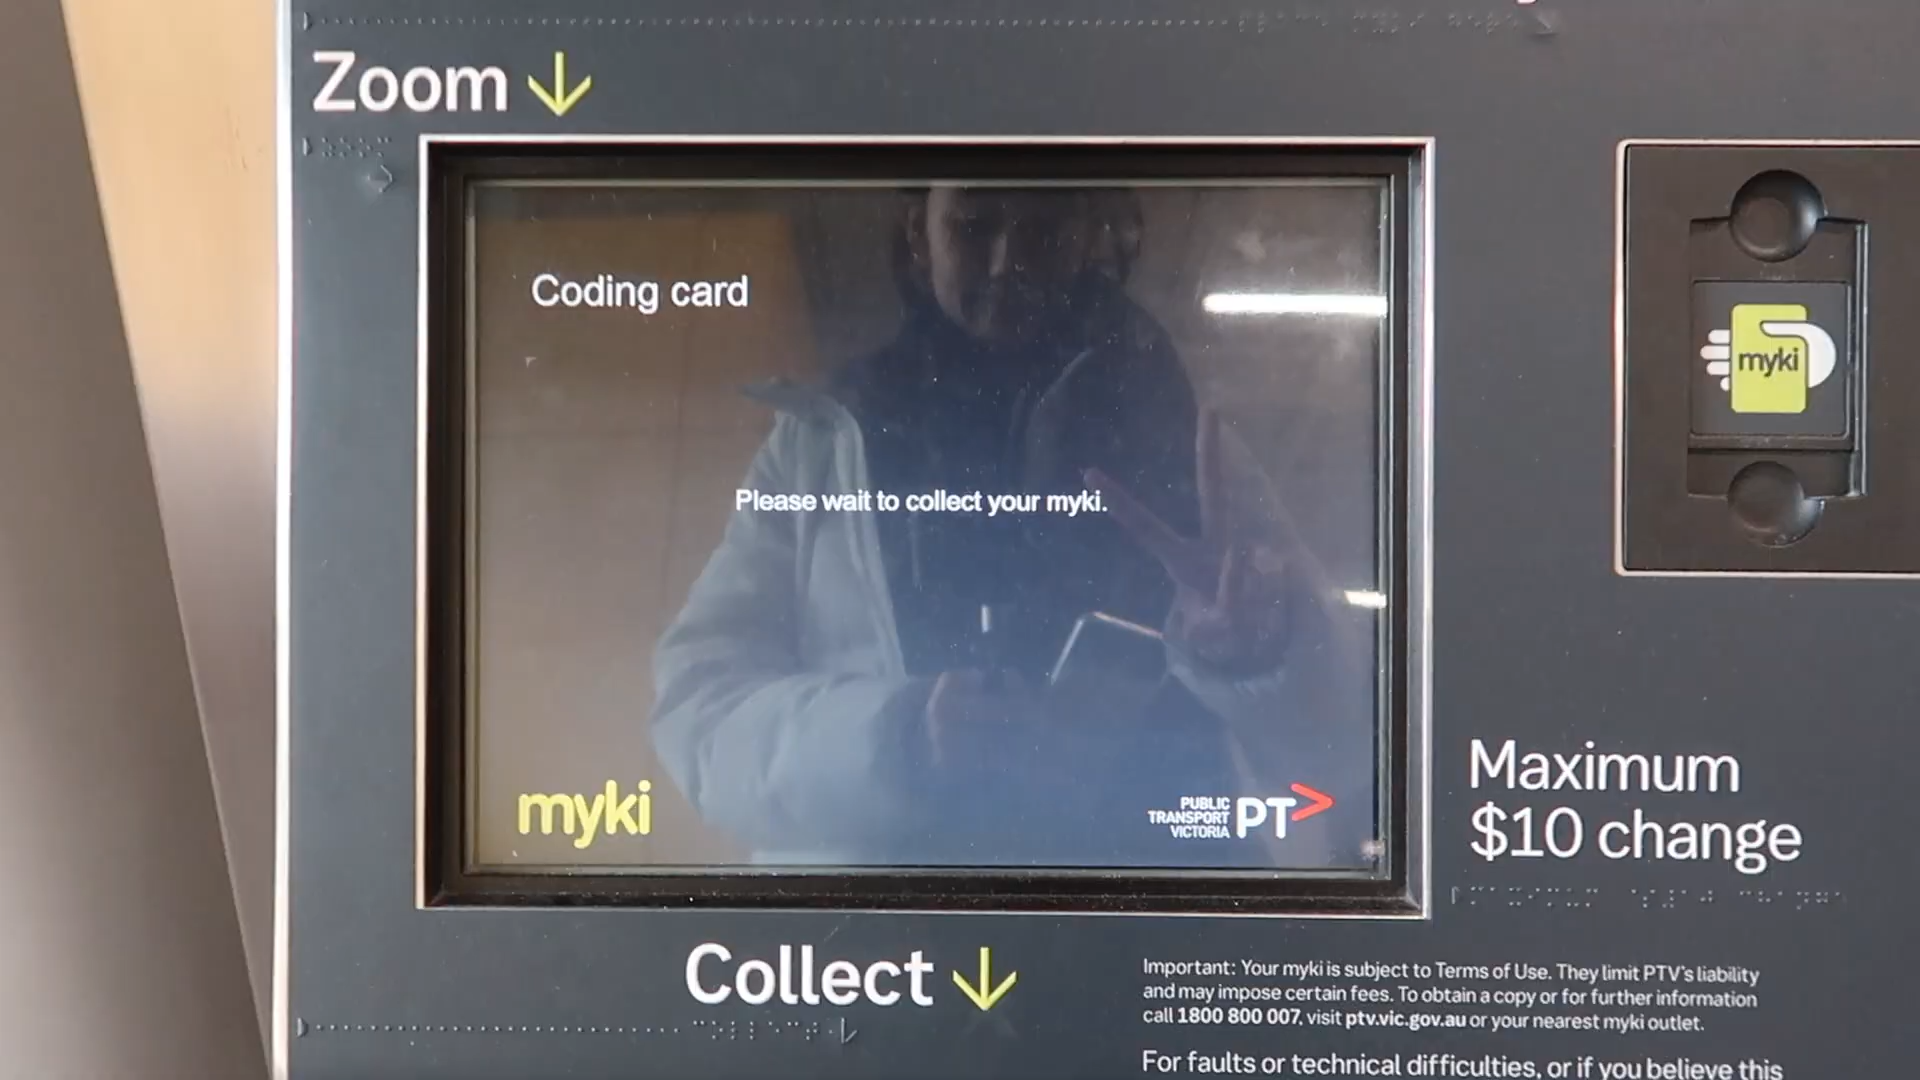 Zoom
Coding card
Please wait to collect your myki.
myki
PUBLIC
TRANSPORT
VICTORIA
PT>
myki
Maximum
$10 change
Collect
Important: Your myki is subject to Terms of Use. They limit PTV's liability
and may impose certain fees. To obtain a copy or for further information
call 1800 800 007, visit ptv.vic.gov.au or your nearest myki outlet.
For faults or technical difficulties, or if you believe this